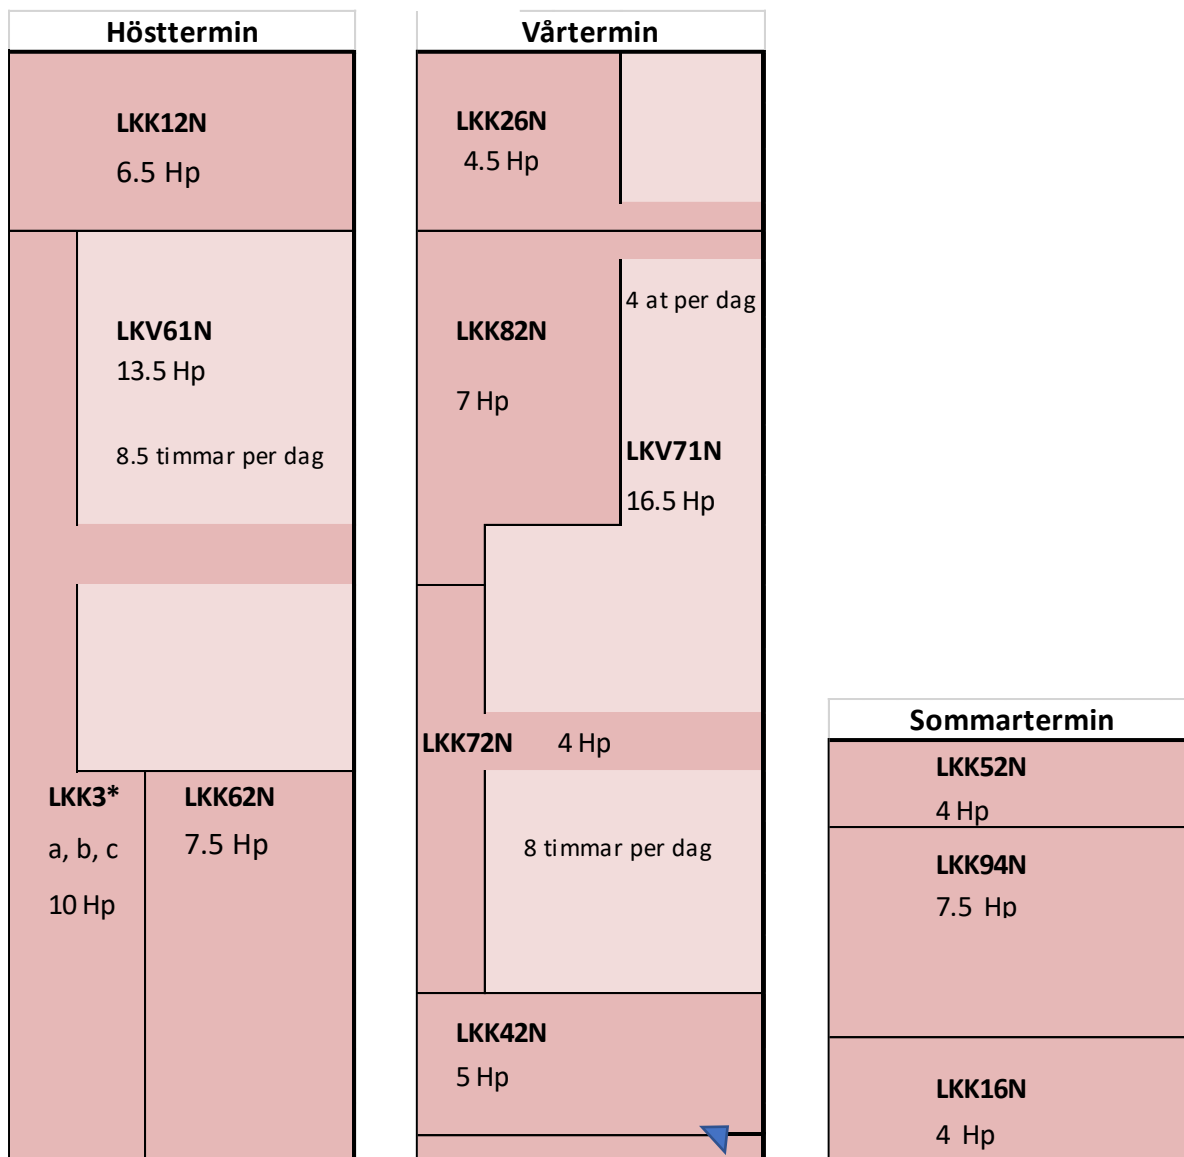 Hösttermin
LKK12N
6.5 Hp
LKV61N
13.5 Hp
8.5 timmar per dag
LKK3*
a, b, c
10 Hp
LKK62N
7.5 Hp
Vårtermin
LKK26N
4.5 Hp
4 at per dag
LKK82N
7 Hp
LKV71N
16.5 Hp
LKK72N 4 Hp
8 timmar per dag
LKK42N
5 Hp
Sommartermin
LKK52N
4 Hp
LKK94N
7.5 Hp
LKK16N
4 Hp